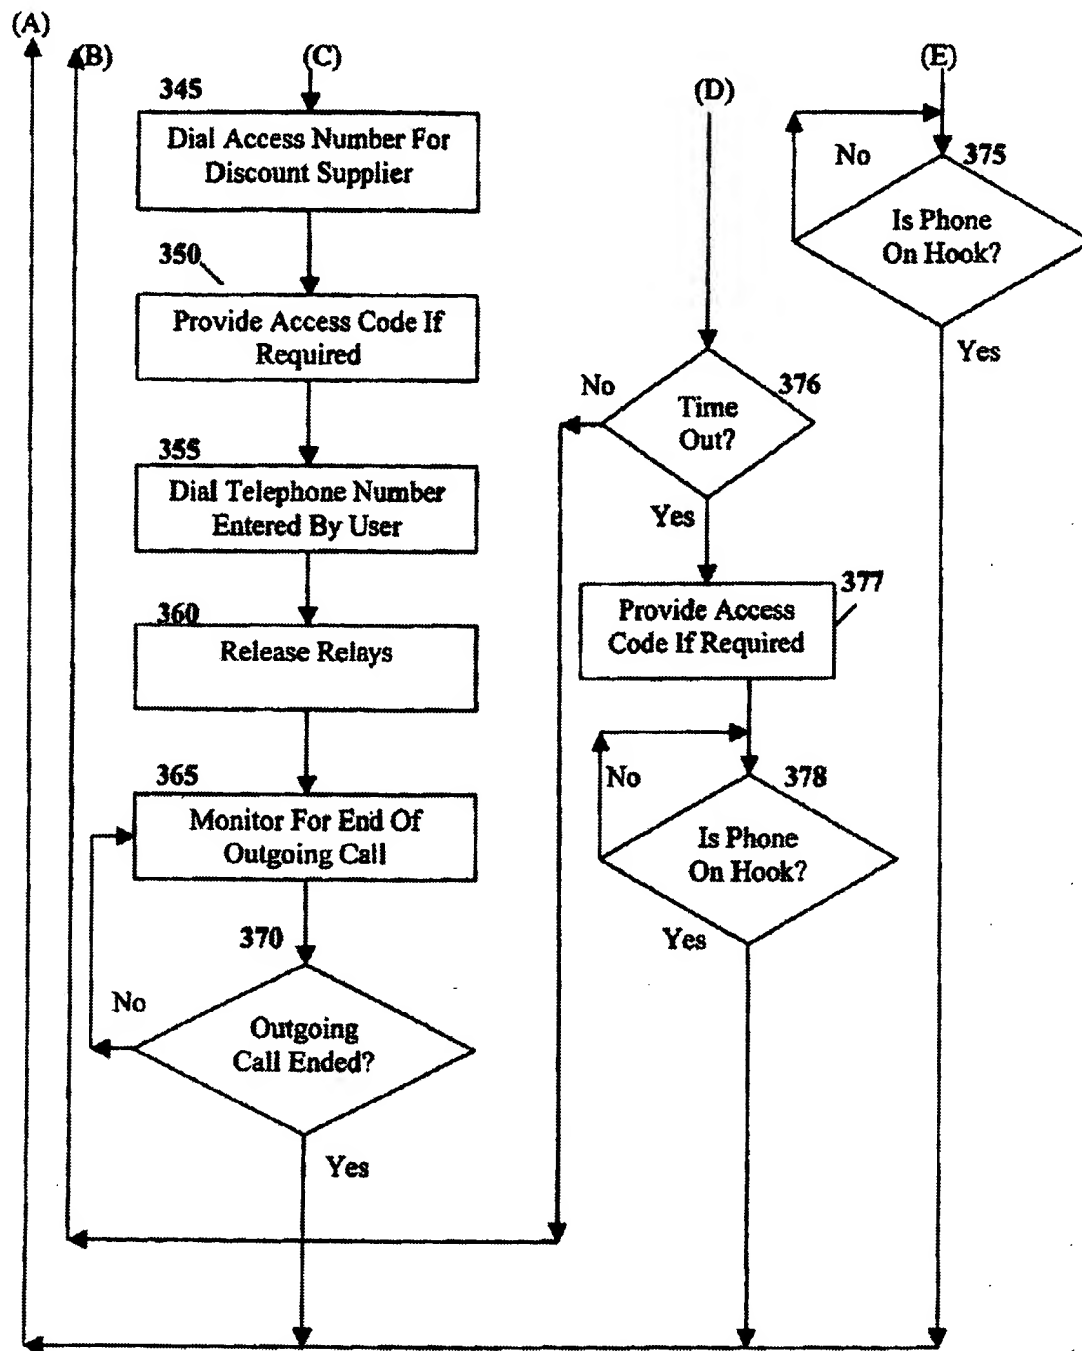 (A)
(B)
(C)
(D)
(E)
345
Dial Access Number For
Discount Supplier
350
Provide Access Code If
Required
355
Dial Telephone Number
Entered By User
360
Release Relays
365
Monitor For End Of
Outgoing Call
370
No
Outgoing
Call Ended?
Yes
No
376
Time
Out?
Yes
377
Provide Access
Code If Required
No
378
Is Phone
On Hook?
Yes
No
375
Is Phone
On Hook?
Yes